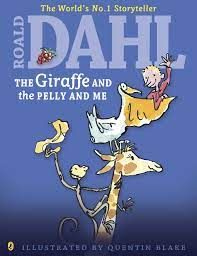 The World's No.1 Storyteller
ROALD
DAHL
THE GIRAFFE AND
the PELLY AND ME
ILLUSTRATED BY QUENTIN BLAKE